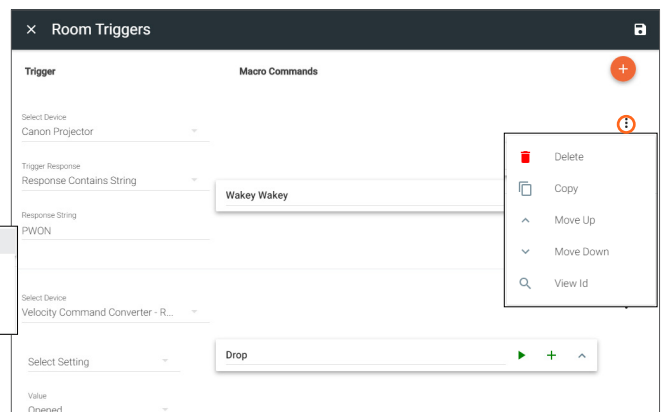 Room Triggers
Trigger
Macro Commands
Select Device
Canon Projector
Trigger Response
Response Contains String
Response String
PWON
Wakey Wakey
Delete
Copy
Move Up
Move Down
View Id
Select Device
Velocity Command Converter - R...
Select Setting
Drop
Value
Opened